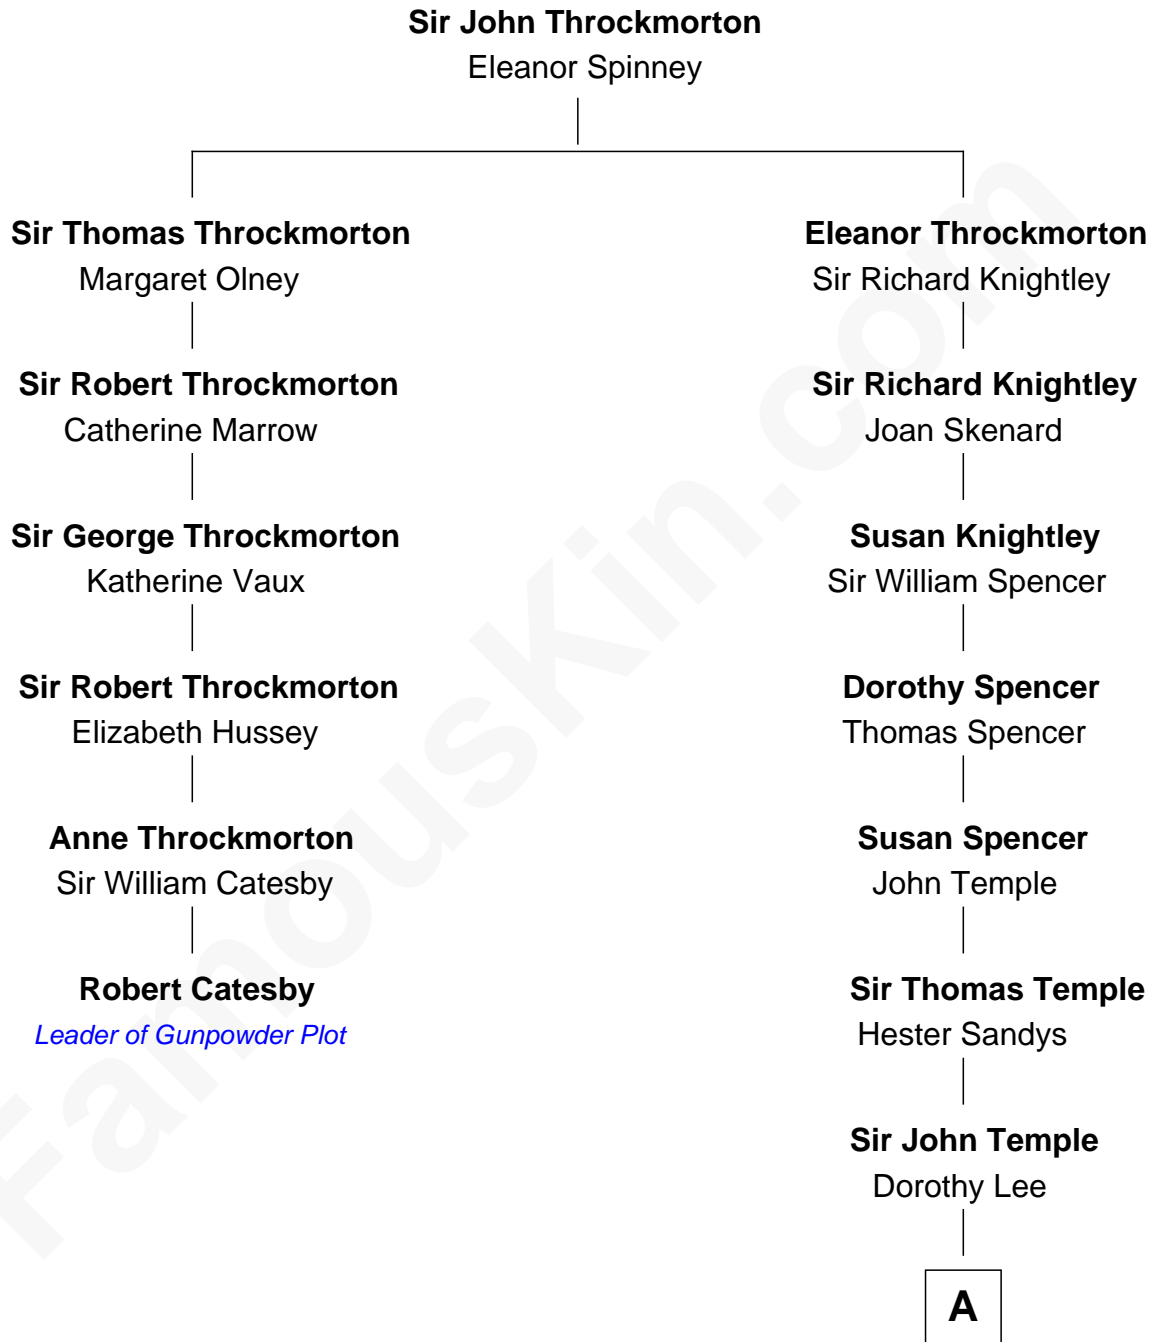 Sir John Throckmorton
Eleanor Spinney
Sir Thomas Throckmorton
Margaret Olney
Sir Robert Throckmorton
Catherine Marrow
Sir George Throckmorton
Katherine Vaux
Sir Robert Throckmorton
Elizabeth Hussey
Anne Throckmorton
Sir William Catesby
Robert Catesby
Leader of Gunpowder Plot
Eleanor Throckmorton
Sir Richard Knightley
Sir Richard Knightley
Joan Skenard
Susan Knightley
Sir William Spencer
Dorothy Spencer
Thomas Spencer
Susan Spencer
John Temple
Sir Thomas Temple
Hester Sandys
Sir John Temple
Dorothy Lee
A
FamousKin.com